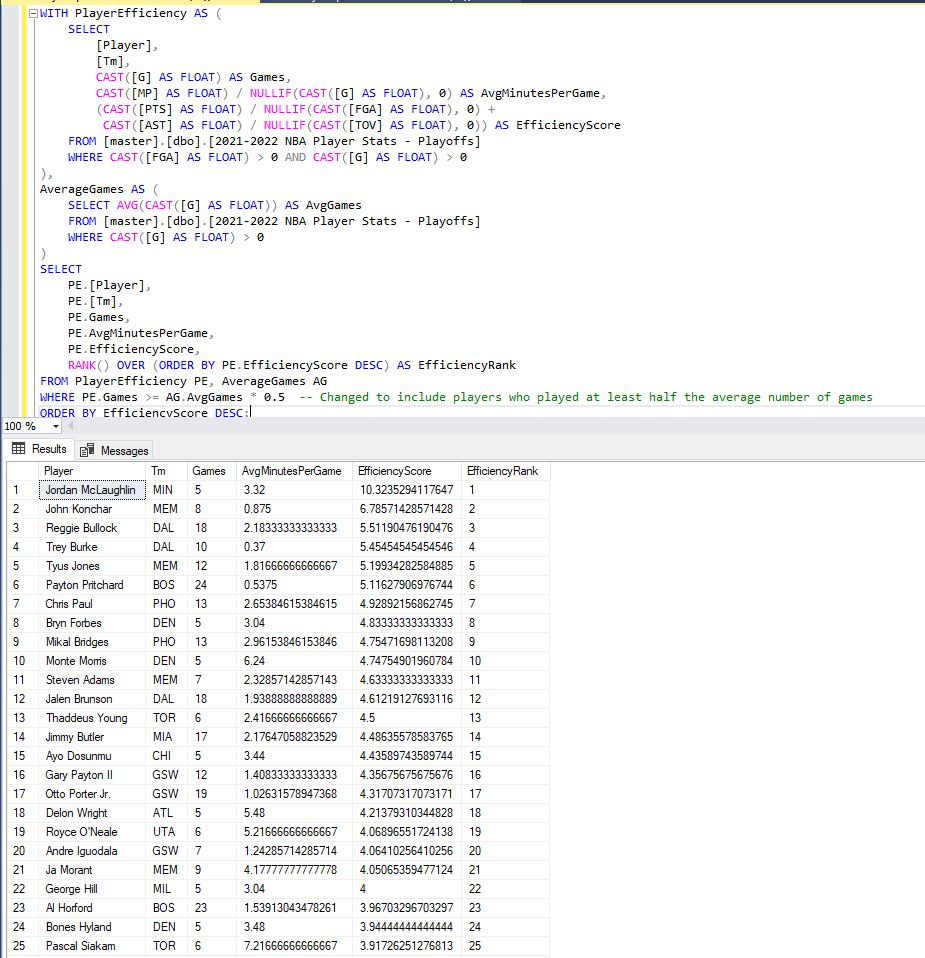 WITH PlayerEfficiency AS (
SELECT
[Player],
[Tm],
CAST([G] AS FLOAT) AS Games,
CAST([MP] AS FLOAT) / NULLIF(CAST([G] AS FLOAT), 0) AS AvgMinutesPerGame,
(CAST([PTS] AS FLOAT) / NULLIF(CAST([FGA] AS FLOAT), 0) +
CAST([AST] AS FLOAT) / NULLIF(CAST([TOV] AS FLOAT), 0)) AS EfficiencyScore
FROM [master].[dbo].[2021-2022 NBA Player Stats - Playoffs]
WHERE CAST([FGA] AS FLOAT) > 0 AND CAST([G] AS FLOAT) > 0
),
AverageGames AS (
SELECT AVG(CAST([G] AS FLOAT)) AS AvgGames
FROM [master].[dbo].[2021-2022 NBA Player Stats - Playoffs]
WHERE CAST([G] AS FLOAT) > 0
)
SELECT
PE.[Player],
PE.[Tm],
PE.Games,
PE.AvgMinutesPerGame,
PE.EfficiencyScore,
RANK() OVER (ORDER BY PE.EfficiencyScore DESC) AS EfficiencyRank
FROM PlayerEfficiency PE, AverageGames AG
WHERE PE.Games >= AG.AvgGames * 0.5 -- Changed to include players who played at least half the average number of games
ORDER BY EfficiencyScore DESC;
100 %
Results Messages
Player Tm Games AvgMinutesPerGame EfficiencyScore EfficiencyRank
1 Jordan McLaughlin MIN 5 3.32 10.3235294117647 1
2 John Konchar MEM 8 0.875 6.78571428571428 2
3 Reggie Bullock DAL 18 2.18333333333333 5.51190476190476 3
4 Trey Burke DAL 10 0.37 5.45454545454546 4
5 Tyus Jones MEM 12 1.81666666666667 5.19934282584885 5
6 Payton Pritchard BOS 24 0.5375 5.11627906976744 6
7 Chris Paul PHO 13 2.65384615384615 4.92892156862745 7
8 Bryn Forbes DEN 5 3.04 4.83333333333333 8
9 Mikal Bridges PHO 13 2.96153846153846 4.75471698113208 9
10 Monte Morris DEN 5 6.24 4.74754901960784 10
11 Steven Adams MEM 7 2.32857142857143 4.63333333333333 11
12 Jalen Brunson DAL 18 1.93888888888889 4.61219127693116 12
13 Thaddeus Young TOR 6 2.41666666666667 4.5 13
14 Jimmy Butler MIA 17 2.17647058823529 4.48635578583765 14
15 Ayo Dosunmu CHI 5 3.44 4.43589743589744 15
16 Gary Payton II GSW 12 1.40833333333333 4.35675675675676 16
17 Otto Porter Jr. GSW 19 1.02631578947368 4.31707317073171 17
18 Delon Wright ATL 5 5.48 4.21379310344828 18
19 Royce O'Neale UTA 6 5.21666666666667 4.06896551724138 19
20 Andre Iguodala GSW 7 1.24285714285714 4.06410256410256 20
21 Ja Morant MEM 9 4.17777777777778 4.05065359477124 21
22 George Hill MIL 5 3.04 4 22
23 Al Horford BOS 23 1.53913043478261 3.96703296703297 23
24 Bones Hyland DEN 5 3.48 3.94444444444444 24
25 Pascal Siakam TOR 6 7.21666666666667 3.91726251276813 25